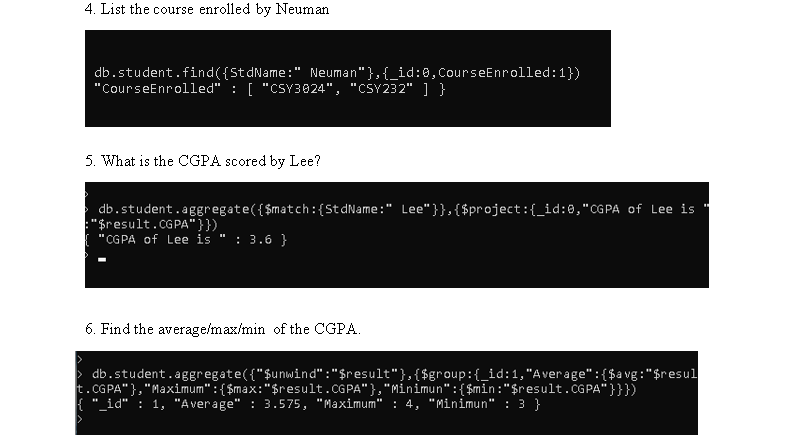 4. List the course enrolled by Neuman
db.student.find({StdName:" Neuman"},{_id:0,CourseEnrolled:1})
"CourseEnrolled" : [ "CSY3024", "CSY232" ] }
5. What is the CGPA scored by Lee?
>
> db.student.aggregate({$match:{StdName:" Lee"}},{$project:{_id:0,"CGPA of Lee is "
:"$result.CGPA"}})
{ "CGPA of Lee is " : 3.6 }
>
6. Find the average/max/min of the CGPA.
>
> db.student.aggregate({"$unwind":"$result"},{$group:{_id:1,"Average":{$avg:"$resul
t.CGPA"},"Maximum":{$max:"$result.CGPA"},"Minimun":{$min:"$result.CGPA"}}})
{ "_id" : 1, "Average" : 3.575, "Maximum" : 4, "Minimun" : 3 }
>